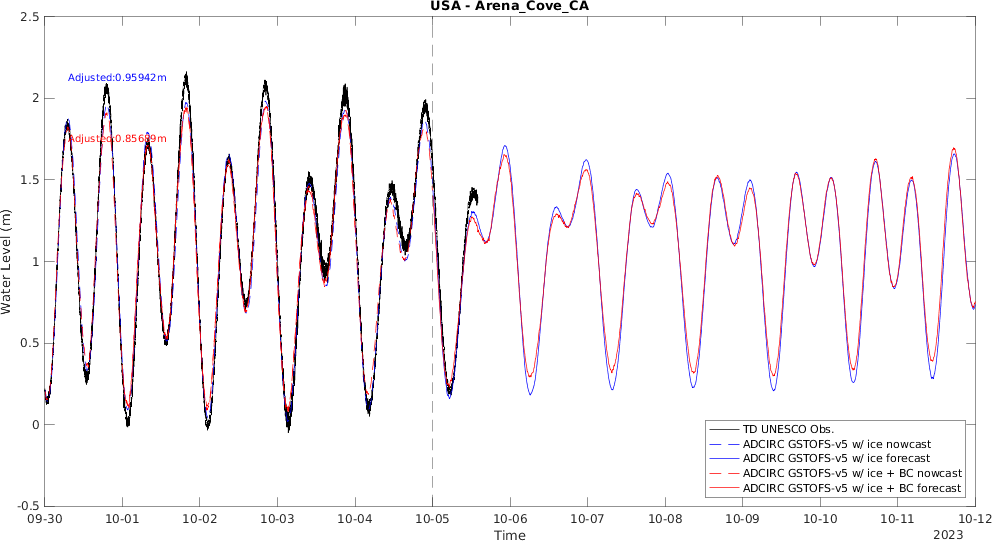 USA - Arena_Cove_CA
2.5
2
1.5
1
0.5
0
-0.5
Water Level (m)
Adjusted:0.95942m
TD UNESCO Obs.
ADCIRC GSTOFS-v5 w/ ice nowcast
ADCIRC GSTOFS-v5 w/ ice forecast
ADCIRC GSTOFS-v5 w/ ice + BC nowcast
ADCIRC GSTOFS-v5 w/ ice + BC forecast
09-30 10-01 10-02 10-03 10-04 10-05 10-06 10-07 10-08 10-09 10-10 10-11 10-12
Time
2023